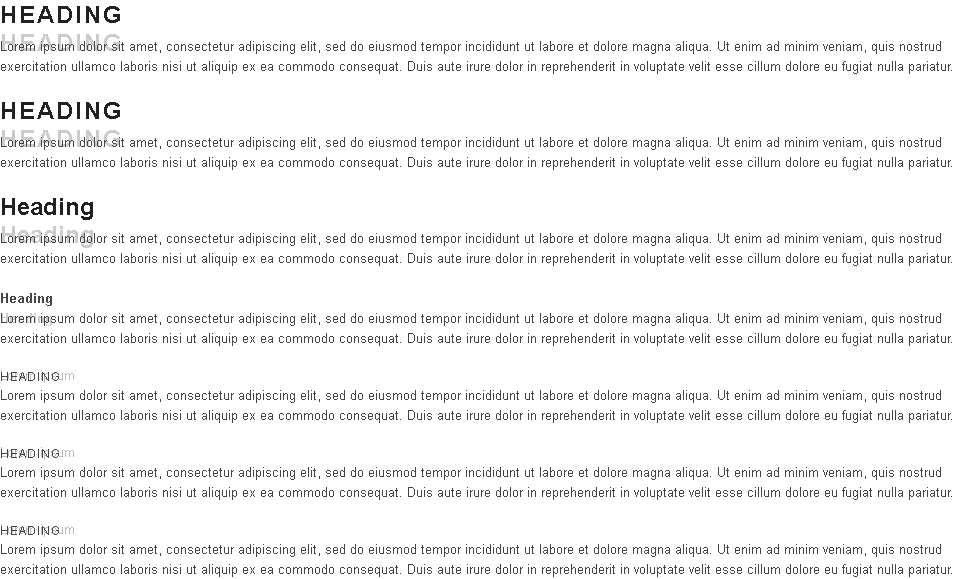 HEADING
HEADING
Lorem ipsum dolor sit amet, consectetur adipiscing elit, sed do eiusmod tempor incididunt ut labore et dolore magna aliqua. Ut enim ad minim veniam, quis nostrud
exercitation ullamco laboris nisi ut aliquip ex ea commodo consequat. Duis aute irure dolor in reprehenderit in voluptate velit esse cillum dolore eu fugiat nulla pariatur.
HEADING
HEADING
Lorem ipsum dolor sit amet, consectetur adipiscing elit, sed do eiusmod tempor incididunt ut labore et dolore magna aliqua. Ut enim ad minim veniam, quis nostrud
exercitation ullamco laboris nisi ut aliquip ex ea commodo consequat. Duis aute irure dolor in reprehenderit in voluptate velit esse cillum dolore eu fugiat nulla pariatur.
Heading
Heading
Lorem ipsum dolor sit amet, consectetur adipiscing elit, sed do eiusmod tempor incididunt ut labore et dolore magna aliqua. Ut enim ad minim veniam, quis nostrud
exercitation ullamco laboris nisi ut aliquip ex ea commodo consequat. Duis aute irure dolor in reprehenderit in voluptate velit esse cillum dolore eu fugiat nulla pariatur.
Heading
Heading
Lorem ipsum dolor sit amet, consectetur adipiscing elit, sed do eiusmod tempor incididunt ut labore et dolore magna aliqua. Ut enim ad minim veniam, quis nostrud
exercitation ullamco laboris nisi ut aliquip ex ea commodo consequat. Duis aute irure dolor in reprehenderit in voluptate velit esse cillum dolore eu fugiat nulla pariatur.
HEADING
Lorem ipsum dolor sit amet, consectetur adipiscing elit, sed do eiusmod tempor incididunt ut labore et dolore magna aliqua. Ut enim ad minim veniam, quis nostrud
exercitation ullamco laboris nisi ut aliquip ex ea commodo consequat. Duis aute irure dolor in reprehenderit in voluptate velit esse cillum dolore eu fugiat nulla pariatur.
HEADING
Lorem ipsum dolor sit amet, consectetur adipiscing elit, sed do eiusmod tempor incididunt ut labore et dolore magna aliqua. Ut enim ad minim veniam, quis nostrud
exercitation ullamco laboris nisi ut aliquip ex ea commodo consequat. Duis aute irure dolor in reprehenderit in voluptate velit esse cillum dolore eu fugiat nulla pariatur.
HEADING
Lorem ipsum dolor sit amet, consectetur adipiscing elit, sed do eiusmod tempor incididunt ut labore et dolore magna aliqua. Ut enim ad minim veniam, quis nostrud
exercitation ullamco laboris nisi ut aliquip ex ea commodo consequat. Duis aute irure dolor in reprehenderit in voluptate velit esse cillum dolore eu fugiat nulla pariatur.